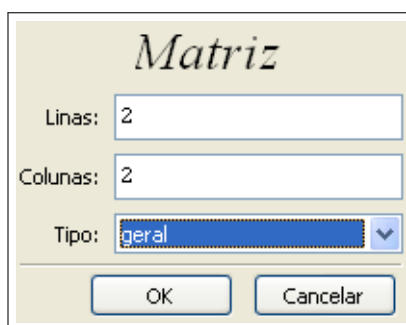 Matriz
Linas: 2
Colunas: 2
Tipo: geral
OK Cancelar